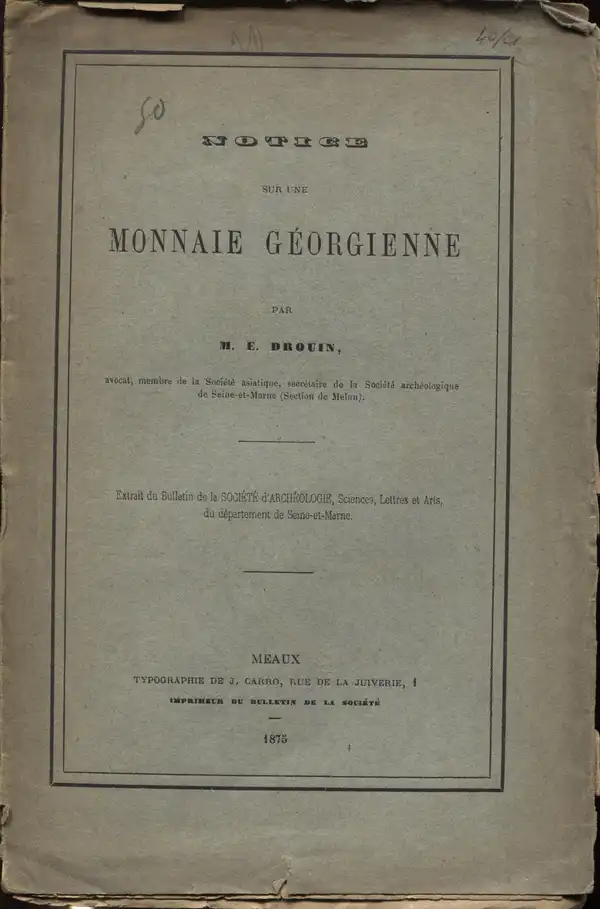 40/21
50
NOTICE
SUR UNE
MONNAIE GÉORGIENNE
PAR
M. E. DROUIN,
avocat, membre de la Société asiatique, secrétaire de la Société archéologique
de Seine-et-Marne (Section de Melun).
Extrait du Bulletin de la SOCIÉTÉ d'ARCHÉOLOGIE, Sciences, Lettres et Arts,
du département de Seine-et-Marne.
MEAUX
TYPOGRAPHIE DE J. CARRO, RUE DE LA JUIVERIE, 1
IMPRIMEUR DU BULLETIN DE LA SOCIÉTÉ
1875